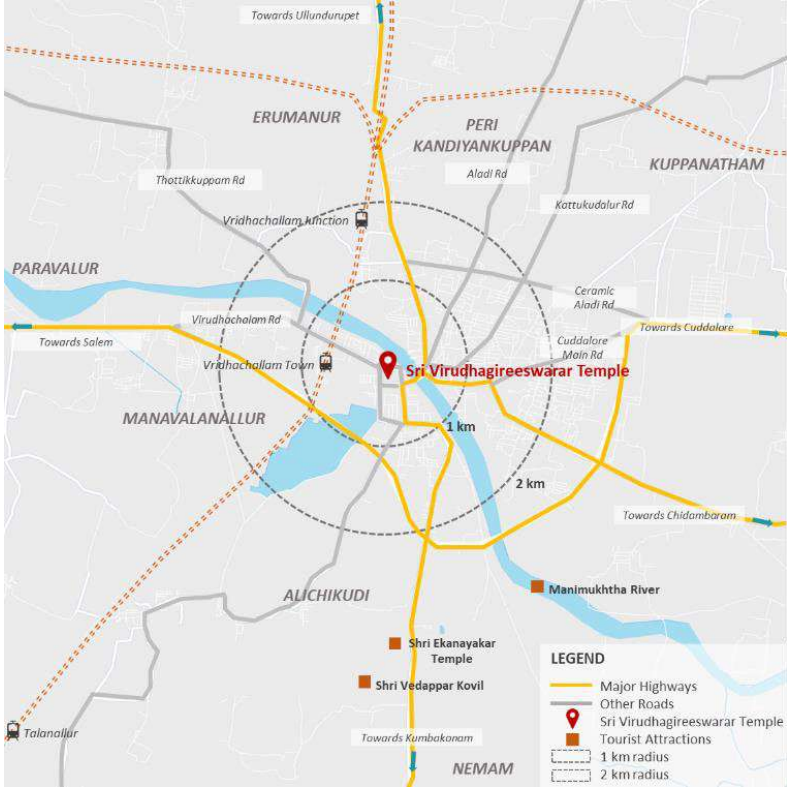 Towards Ullundurupet
ERUMANUR
PERI
KANDIYANKUPPAN
KUPPANATHAM
Thottikkuppam Rd
Aladi Rd
Kattukudalur Rd
Vridhachallam Junction
PARAVALUR
Ceramic
Aladi Rd
Virudhachalam Rd
Towards Cuddalore
Towards Salem
Cuddalore
Main Rd
Vridhachallam Town
Sri Virudhagireeswarar Temple
MANAVALANALLUR
1 km
2 km
Towards Chidambaram
ALICHIKUDI
Manimukhtha River
Shri Ekanayakar
Temple
Shri Vedappar Kovil
Talanallur
Towards Kumbakonam
NEMAM
LEGEND
Major Highways
Other Roads
Sri Virudhagireeswarar Temple
Tourist Attractions
1 km radius
2 km radius